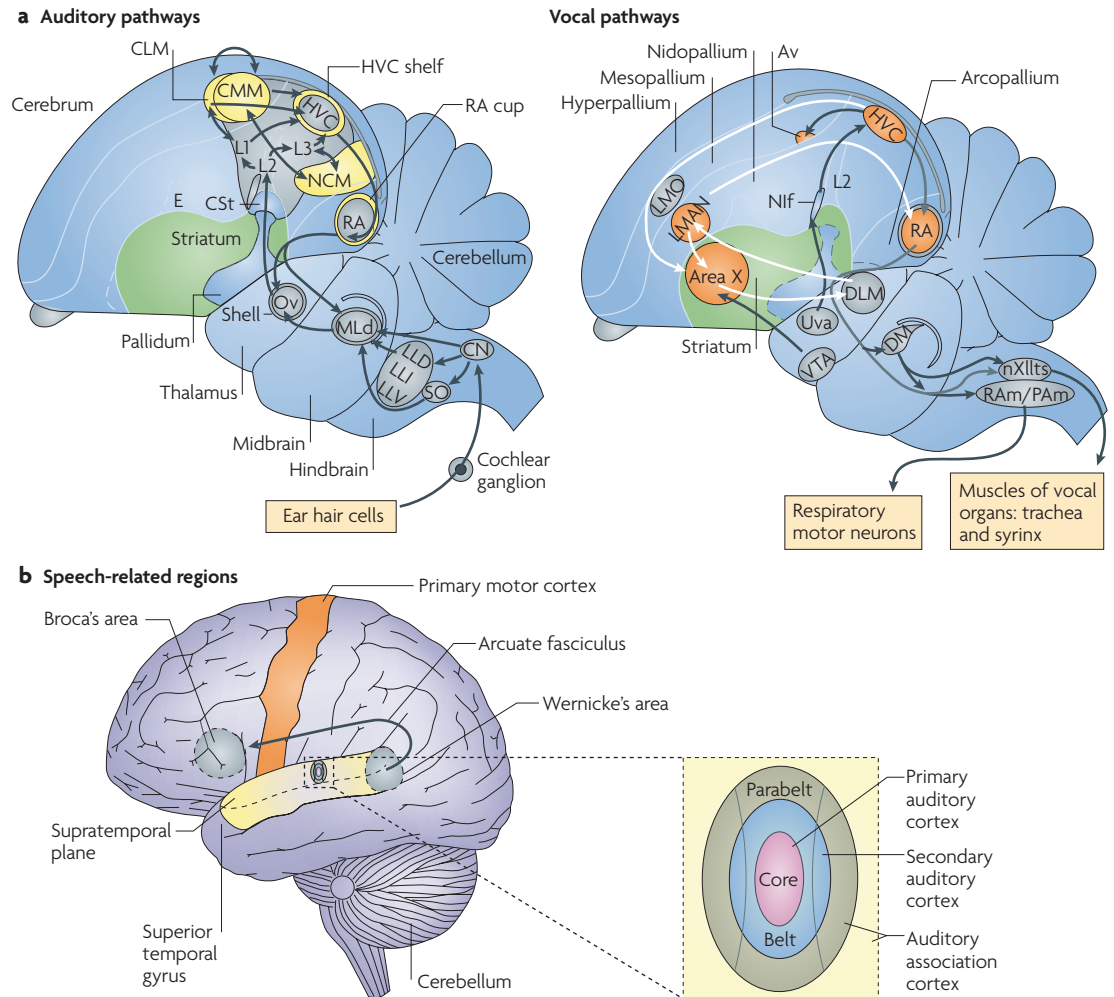 a Auditory pathways
CLM
Cerebrum
CMM
HVC shelf
HVC
RA cup
L1
L2
L3
NCM
E
CSt
Striatum
RA
Cerebellum
Ov
Shell
MLd
Pallidum
LLD
LLI
LLV
CN
SO
Thalamus
Midbrain
Hindbrain
Cochlear
ganglion
Ear hair cells
Vocal pathways
Nidopallium
Av
Mesopallium
Hyperpallium
Arcopallium
HVC
LMO
LMAN
L2
NIf
RA
Area X
DLM
Striatum
Uva
VTA
DM
nXllts
RAm/PAm
Respiratory
motor neurons
Muscles of vocal
organs: trachea
and syrinx
b Speech-related regions
Primary motor cortex
Broca's area
Arcuate fasciculus
Wernicke's area
Supratemporal
plane
Superior
temporal
gyrus
Cerebellum
Parabelt
Core
Belt
Primary
auditory
cortex
Secondary
auditory
cortex
Auditory
association
cortex